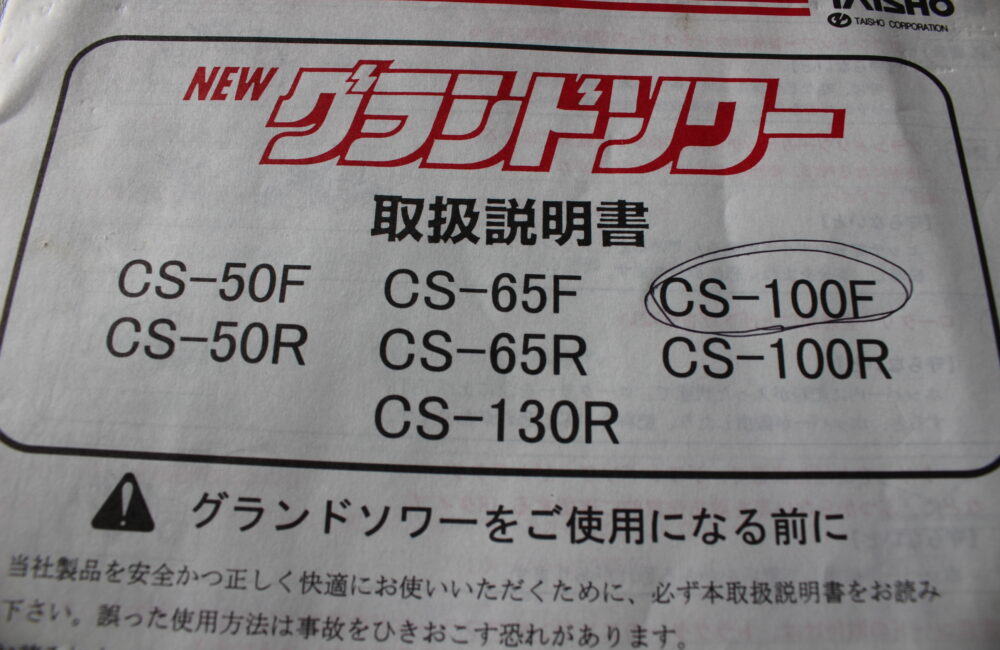 TAISHO
TAISHO CORPORATION
NEW グランドソワー
取扱説明書
CS-50F CS-65F CS-100F
CS-50R CS-65R CS-100R
CS-130R
グランドソワーをご使用になる前に
当社製品を安全かつ正しく快適にお使いいただくために、必ず本取扱説明書をお読み
下さい。誤った使用方法は事故をひきおこす恐れがあります。